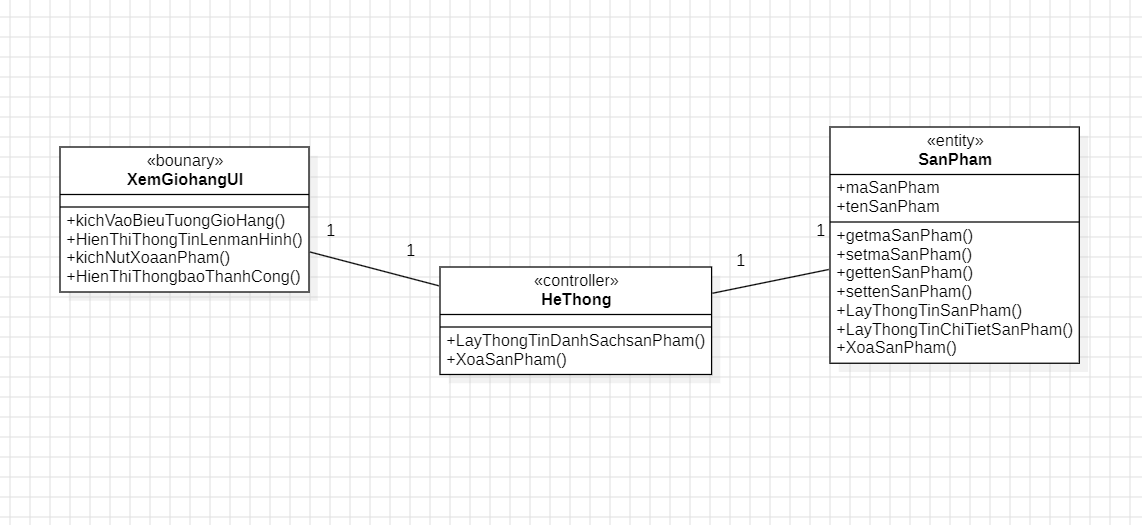 «bounary»
XemGiohangUI
+kichVaoBieuTuongGioHang()
+HienThiThongTinLenmanHinh()
+kichNutXoaanPham()
+HienThiThongbaoThanhCong()
1
1
«controller»
HeThong
+LayThongTinDanhSachsanPham()
+XoaSanPham()
1
1
«entity»
SanPham
+maSanPham
+tenSanPham
+getmaSanPham()
+setmaSanPham()
+gettenSanPham()
+settenSanPham()
+LayThongTinSanPham()
+LayThongTinChiTietSanPham()
+XoaSanPham()